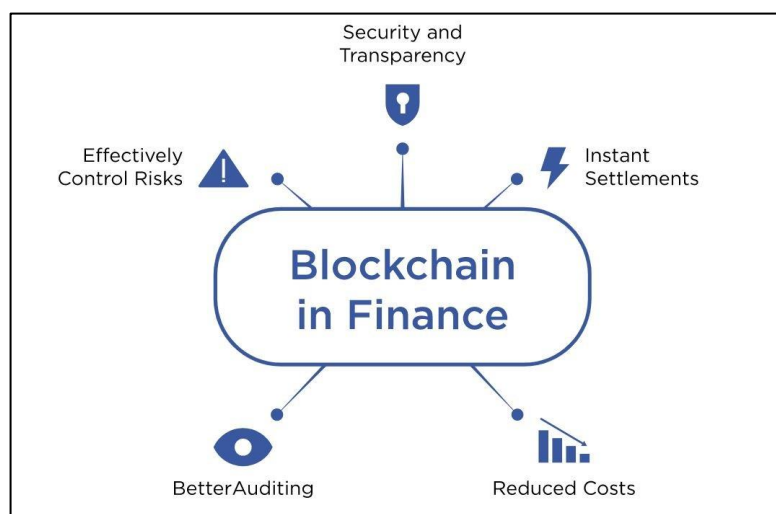 Security and
Transparency
Effectively
Control Risks
Instant
Settlements
Blockchain
in Finance
BetterAuditing
Reduced Costs